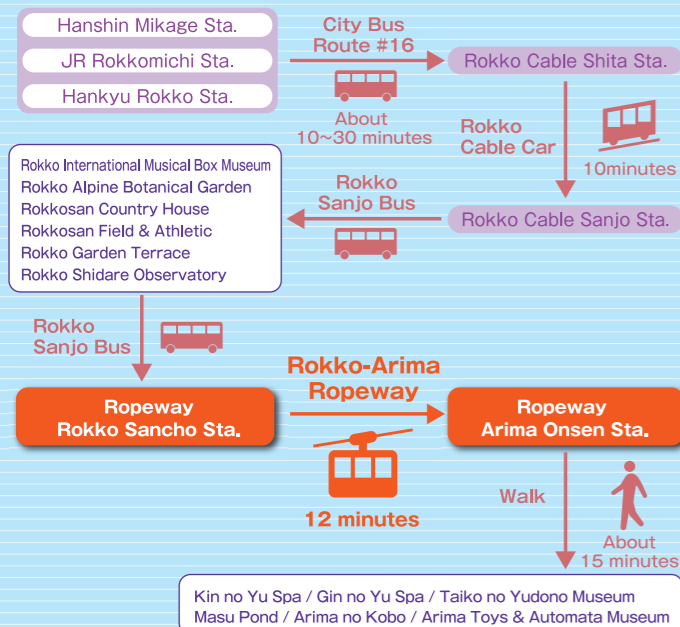 Hanshin Mikage Sta.
JR Rokkomichi Sta.
Hankyu Rokko Sta.
City Bus
Route #16
About
10~30 minutes
Rokko Cable Shita Sta.
Rokko
Cable Car
10minutes
Rokko Cable Sanjo Sta.
Rokko
Sanjo Bus
Rokko International Musical Box Museum
Rokko Alpine Botanical Garden
Rokkosan Country House
Rokkosan Field & Athletic
Rokko Garden Terrace
Rokko Shidare Observatory
Rokko
Sanjo Bus
Ropeway
Rokko Sancho Sta.
Rokko-Arima
Ropeway
12 minutes
Ropeway
Arima Onsen Sta.
Walk
About
15 minutes
Kin no Yu Spa / Gin no Yu Spa / Taiko no Yudono Museum
Masu Pond / Arima no Kobo / Arima Toys & Automata Museum